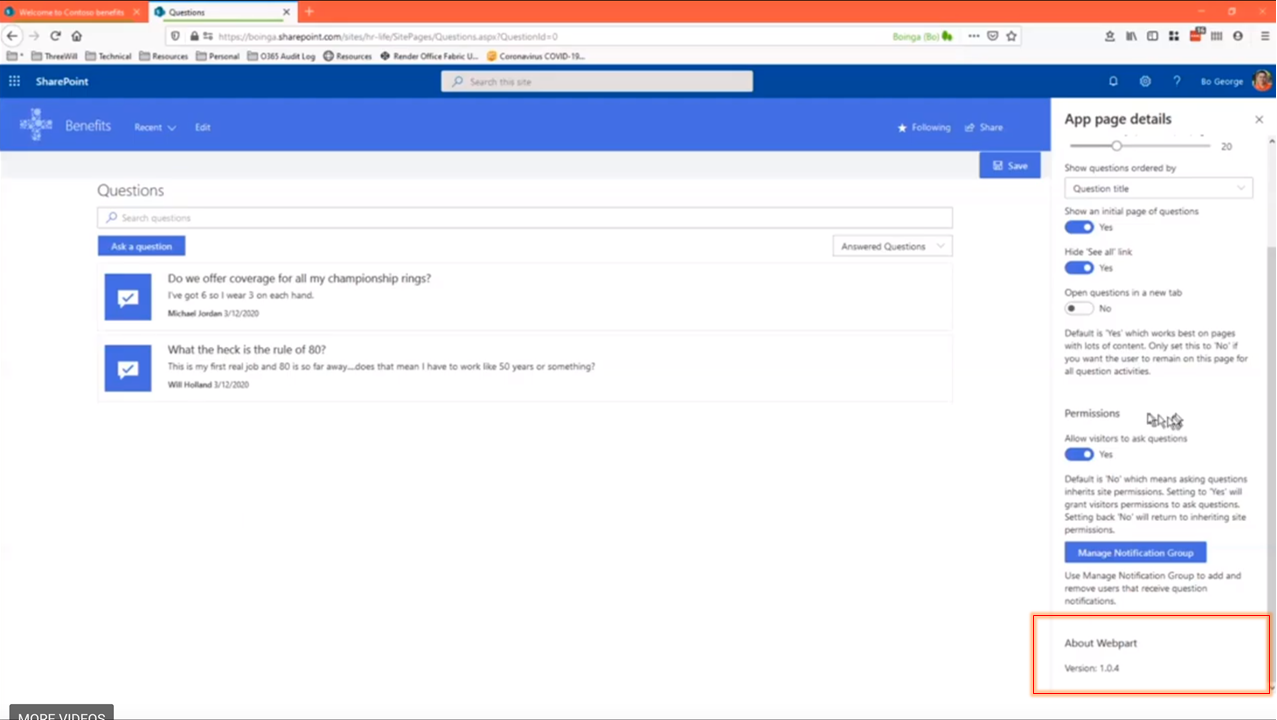 Welcome to Contoso benefits
Questions
https://boinga.sharepoint.com/sites/hr-life/SitePages/Questions.aspx?QuestionId=0
Boinga (Bo)
ThreeWill
Technical
Resources
Personal
O365 Audit Log
Resources
Render Office Fabric U...
Coronavirus COVID-19...
SharePoint
Search this site
Bo George
Benefits
Recent
Edit
Following
Share
Save
Questions
Search questions
Ask a question
Answered Questions
Do we offer coverage for all my championship rings?
I've got 6 so I wear 3 on each hand.
Michael Jordan 3/12/2020
What the heck is the rule of 80?
This is my first real job and 80 is so far away....does that mean I have to work like 50 years or something?
Will Holland 3/12/2020
App page details
20
Show questions ordered by
Question title
Show an initial page of questions
Yes
Hide 'See all' link
Yes
Open questions in a new tab
No
Default is 'Yes' which works best on pages
with lots of content. Only set this to 'No' if
you want the user to remain on this page for
all question activities.
Permissions
Allow visitors to ask questions
Yes
Default is 'No' which means asking questions
inherits site permissions. Setting to 'Yes' will
grant visitors permissions to ask questions.
Setting back 'No' will return to inheriting site
permissions.
Manage Notification Group
Use Manage Notification Group to add and
remove users that receive question
notifications.
About Webpart
Version: 1.0.4
MORE VIDEOS